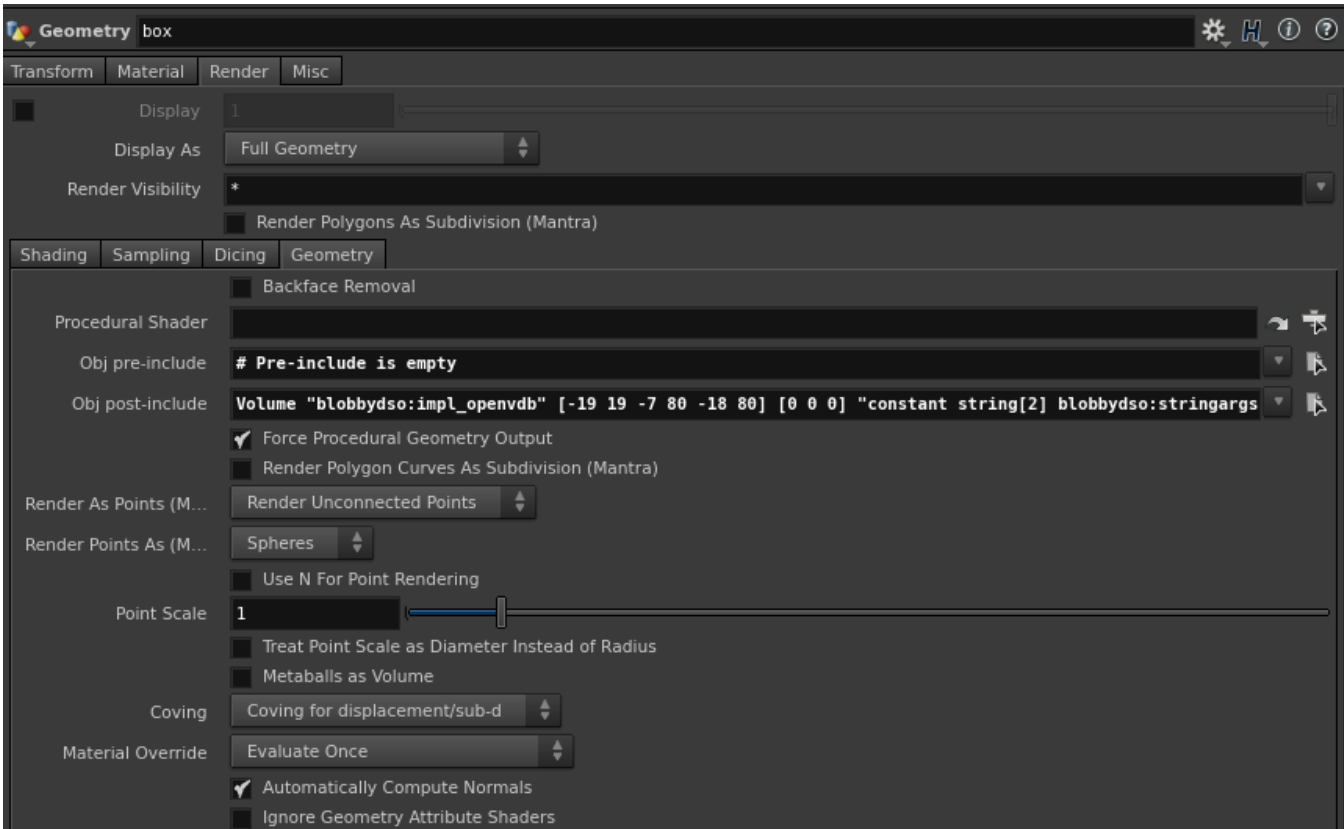 Geometry box
Transform Material Render Misc
Display 1
Display As Full Geometry
Render Visibility *
Render Polygons As Subdivision (Mantra)
Shading Sampling Dicing Geometry
Backface Removal
Procedural Shader
Obj pre-include # Pre-include is empty
Obj post-include Volume "blobbydso:impl_openvdb" [-19 19 -7 80 -18 80] [0 0 0] "constant string[2] blobbydso:stringargs
Force Procedural Geometry Output
Render Polygon Curves As Subdivision (Mantra)
Render As Points (M... Render Unconnected Points
Render Points As (M... Spheres
Use N For Point Rendering
Point Scale 1
Treat Point Scale as Diameter Instead of Radius
Metaballs as Volume
Coving Coving for displacement/sub-d
Material Override Evaluate Once
Automatically Compute Normals
Ignore Geometry Attribute Shaders